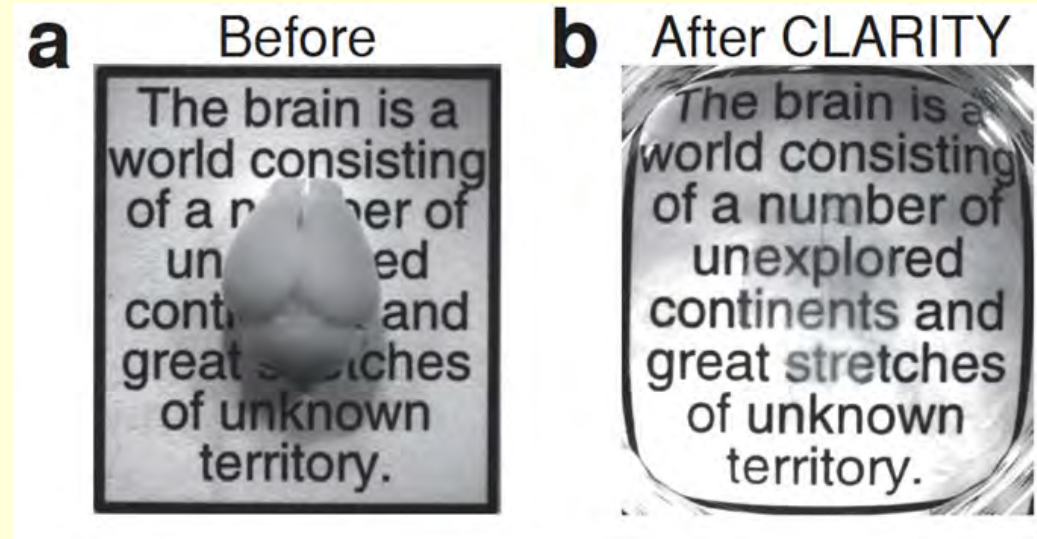 a Before
The brain is a
world consisting
of a of
and
great
of unknown
territory.
b After CLARITY
The brain is a
world consisting
of a number of
unexplored
continents and
great stretches
of unknown
territory.